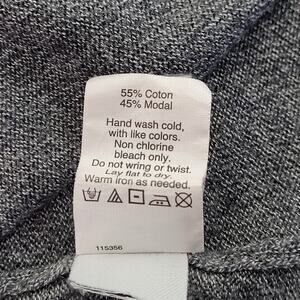 55% Coton
45% Modal
Hand wash cold,
with like colors.
Non chlorine
bleach only.
Do not wring or twist.
Lay flat to dry.
Warm iron as needed.
115356